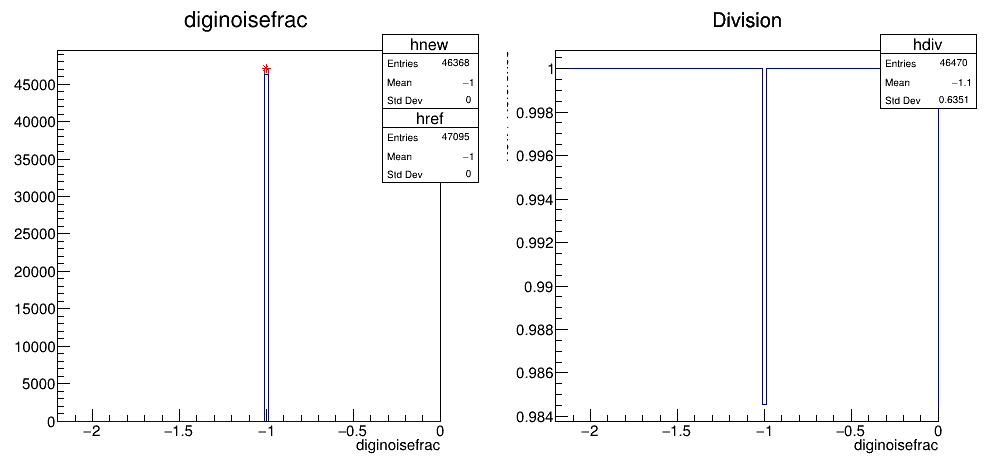 diginoisefrac
hnew
Entries 46368
Mean −1
Std Dev 0
href
Entries 47095
Mean −1
Std Dev 0
45000
40000
35000
30000
25000
20000
15000
10000
5000
0
−2 −1.5 −1 −0.5 0
diginoisefrac
Division
hdiv
Entries 46470
Mean −1.1
Std Dev 0.6351
1
0.998
0.996
0.994
0.992
0.99
0.988
0.986
0.984
−2 −1.5 −1 −0.5 0
diginoisefrac